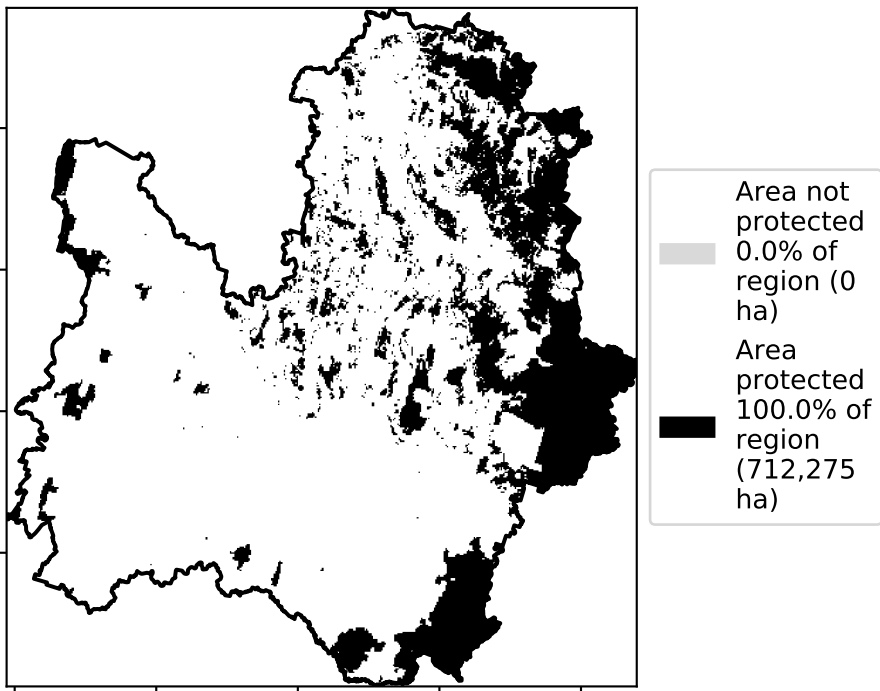 Area not
protected
0.0% of
region (0
ha)
Area
protected
100.0% of
region
(712,275
ha)